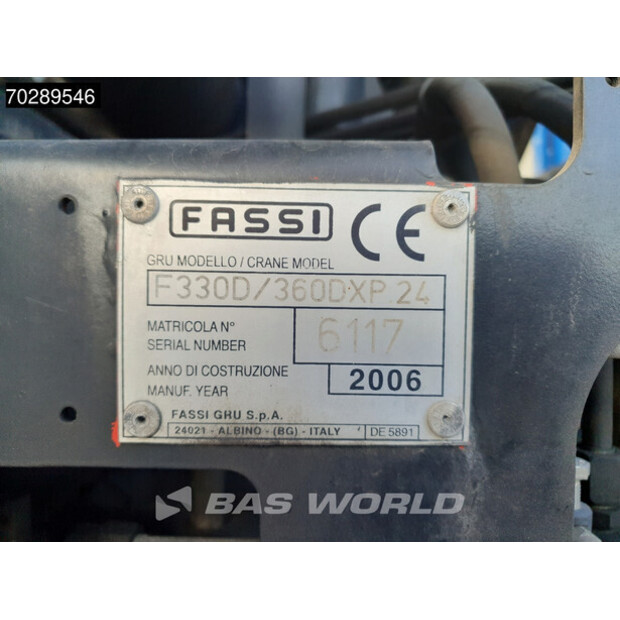 70289546
FASSI CE
GRU MODELLO / CRANE MODEL
F330D/360DXP 24
MATRICOLA N°
SERIAL NUMBER
6117
ANNO DI COSTRUZIONE
MANUF. YEAR
2006
FASSI GRU S.p.A.
24021 - ALBINO - (BG) - ITALY
DE 5891
BAS WORLD